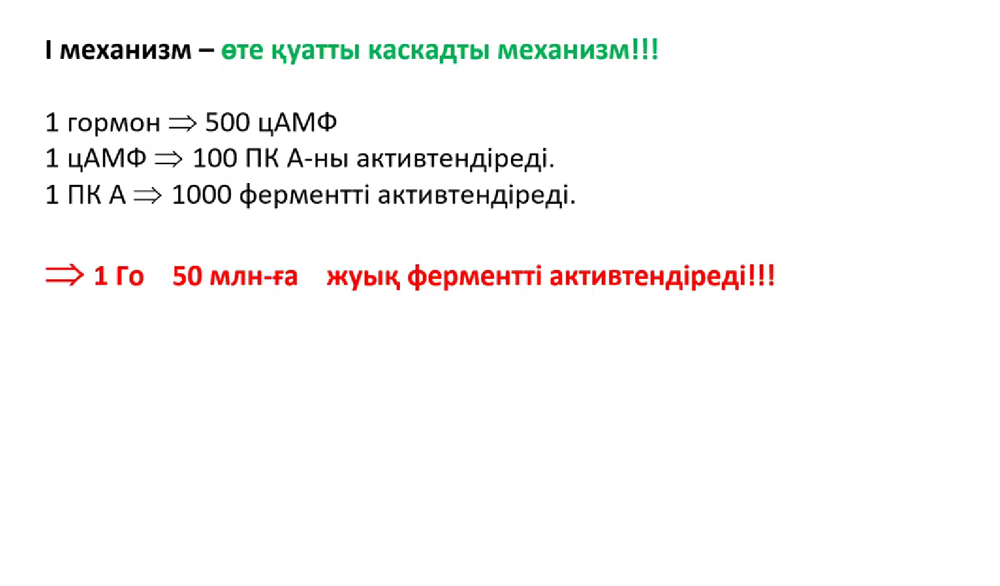 І механизм – өте қуатты каскадты механизм!!!
1 гормон ⇒ 500 цАМФ
1 цАМФ ⇒ 100 ПК А-ны активтендіреді.
1 ПК А ⇒ 1000 ферментті активтендіреді.
⇒ 1 Го 50 млн-ға жуық ферментті активтендіреді!!!